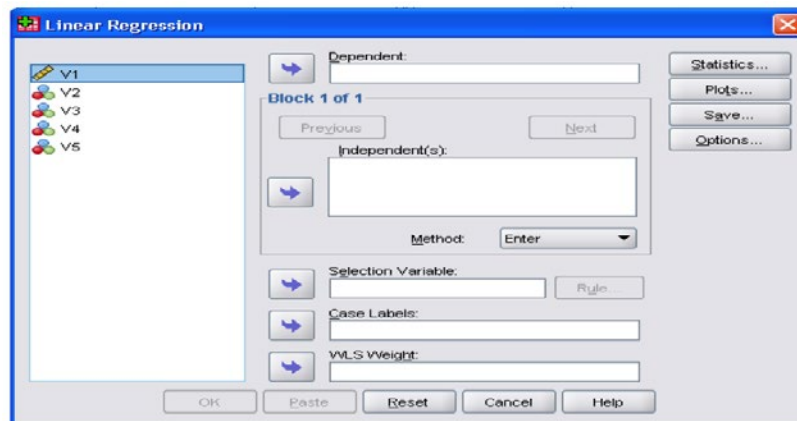 Linear Regression
V1
V2
V3
V4
V5
Dependent:
Block 1 of 1
Previous
Next
Independent(s):
Method:
Enter
Selection Variable:
Rule...
Case Labels:
WLS Weight:
Statistics...
Plots...
Save...
Options...
OK
Paste
Reset
Cancel
Help